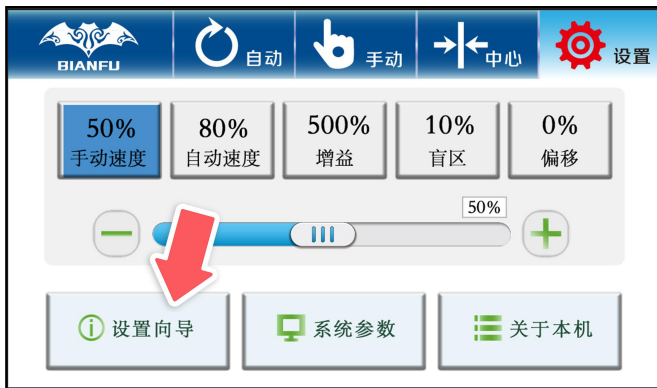 BIANFU
自动
手动
中心
设置
50%
手动速度
80%
自动速度
500%
增益
10%
盲区
0%
偏移
50%
设置向导
系统参数
关于本机